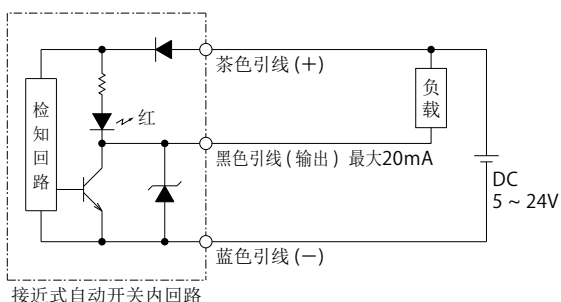 茶色引线 (+)
负载
检知回路
红
黑色引线 ( 输出 )  最大20mA
DC
5 ~ 24V
蓝色引线 (−)
接近式自动开关内回路